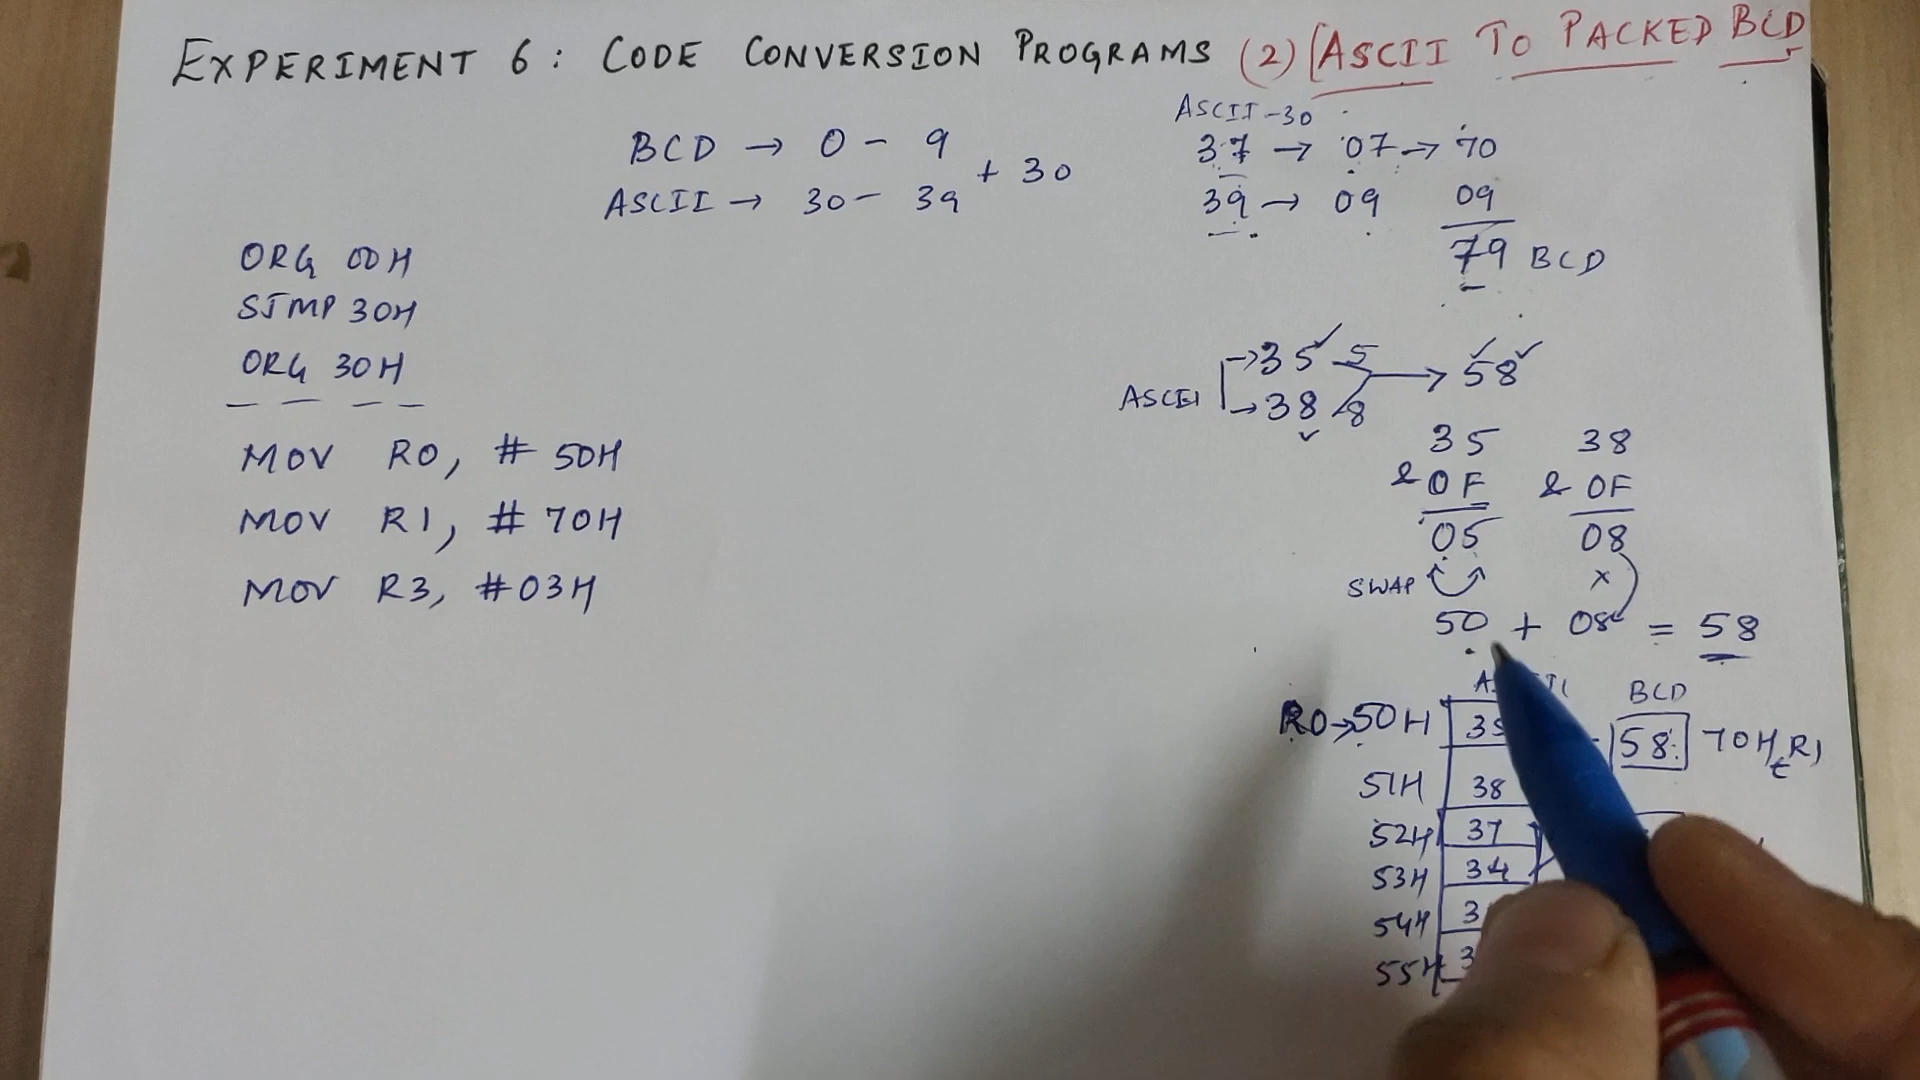 EXPERIMENT 6 : CODE CONVERSION PROGRAMS (2) [ASCII TO PACKED BCD
BCD → 0 - 9
ASCII → 30 - 39
+ 30
ORG 00H
SJMP 30H
ORG 30H
MOV R0, # 50H
MOV R1, # 70H
MOV R3, #03H
ASCII -30
37 → 07 → 70
39 → 09 09
79 BCD
ASCII → 35 5 → 58
→ 38 8
35 38
& 0F & 0F
05 08
SWAP x
50 + 08 = 58
BCD
R0→50H 58 70H ← R1
51H 38
52H 37
53H 34
54H
55H